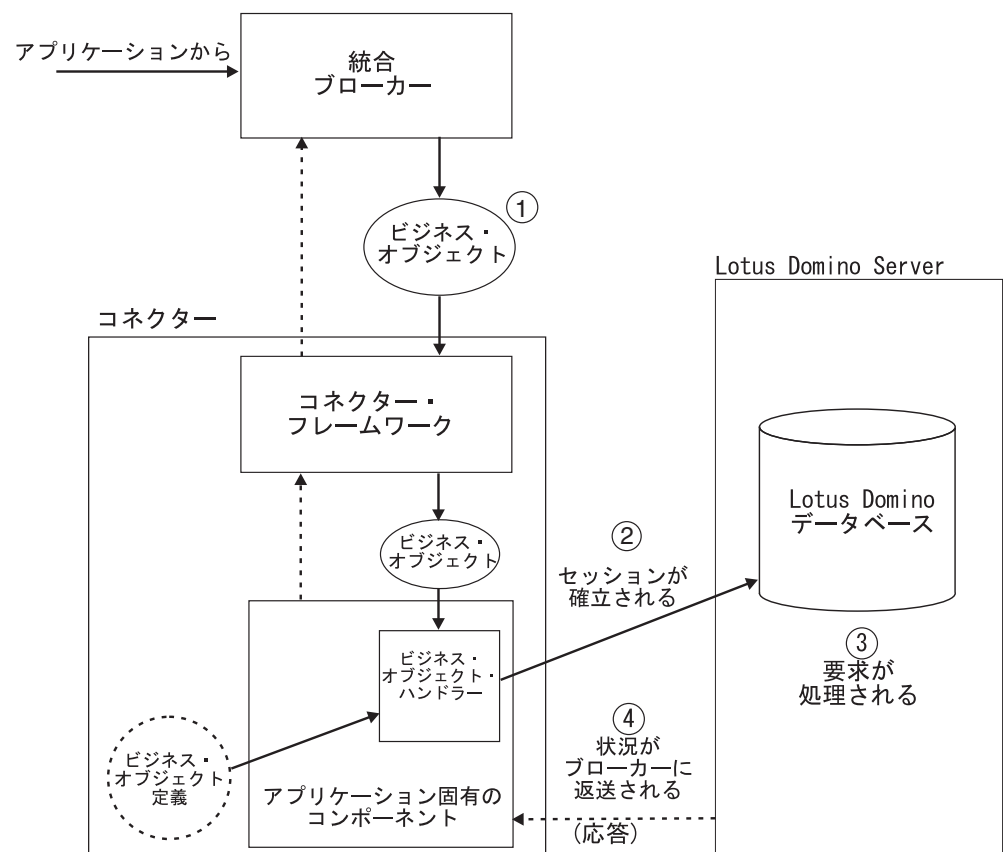 アプリケーションから
統合
ブローカー
ビジネス・
オブジェクト
①
Lotus Domino Server
コネクター
コネクター・
フレームワーク
Lotus Domino
データベース
ビジネス・
オブジェクト
②
セッションが
確立される
ビジネス・
オブジェクト・
ハンドラー
③
要求が
処理される
④
状況が
ブローカーに
返送される
(応答)
ビジネス・
オブジェクト
定義
アプリケーション固有の
コンポーネント